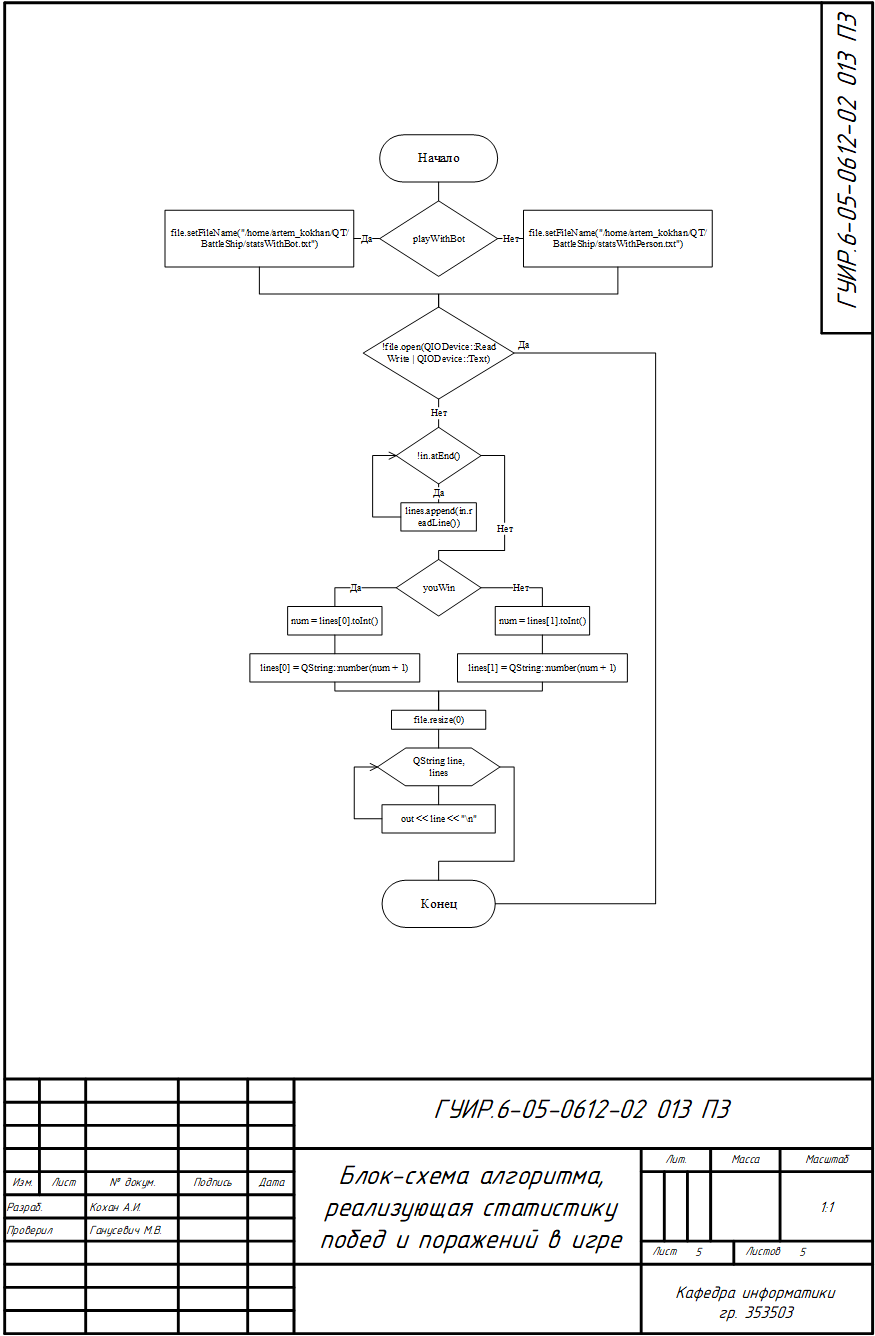 ГУИР.6-05-0612-02 013 ПЗ
Начало
file.setFileName("/home/artem_kokhan/QT/
BattleShip/statsWithBot.txt")
Да
playWithBot
Нет
file.setFileName("/home/artem_kokhan/QT/
BattleShip/statsWithPerson.txt")
!file.open(QIODevice::Read
Write | QIODevice::Text)
Да
Нет
!in.atEnd()
Да
lines.append(in.r
eadLine())
Нет
Да
youWin
Нет
num = lines[0].toInt()
num = lines[1].toInt()
lines[0] = QString::number(num + 1)
lines[1] = QString::number(num + 1)
file.resize(0)
QString line,
lines
out << line << "\n"
Конец
ГУИР.6-05-0612-02 013 ПЗ
Изм. Лист № докум. Подпись Дата
Разраб. Кохан А.И.
Проверил Ганусевич М.В.
Блок-схема алгоритма,
реализующая статистику
побед и поражений в игре
Лит. Масса Масштаб
1:1
Лист 5 Листов 5
Кафедра информатики
гр. 353503